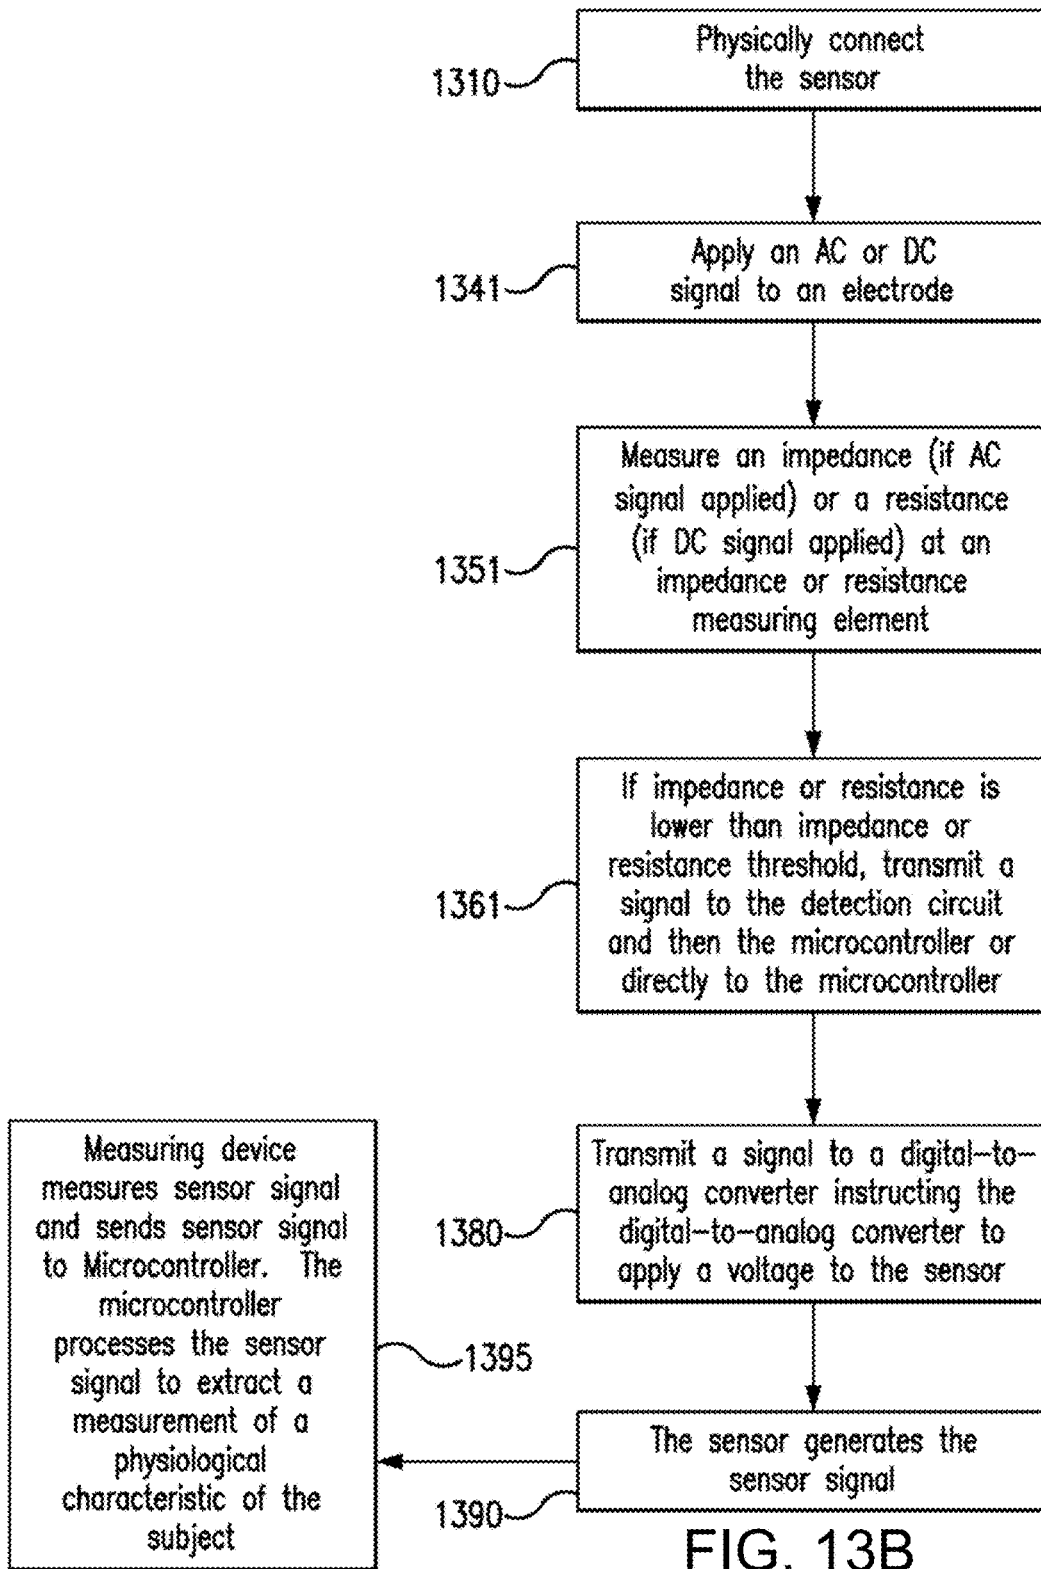 Physically connect
the sensor
1310
Apply an AC or DC
signal to an electrode
1341
Measure an impedance (if AC
signal applied) or a resistance
(if DC signal applied) at an
impedance or resistance
measuring element
1351
If impedance or resistance is
lower than impedance or
resistance threshold, transmit a
signal to the detection circuit
and then the microcontroller or
directly to the microcontroller
1361
Transmit a signal to a digital-to-
analog converter instructing the
digital-to-analog converter to
apply a voltage to the sensor
1380
The sensor generates the
sensor signal
1390
Measuring device
measures sensor signal
and sends sensor signal
to Microcontroller. The
microcontroller
processes the sensor
signal to extract a
measurement of a
physiological
characteristic of the
subject
1395
FIG. 13B